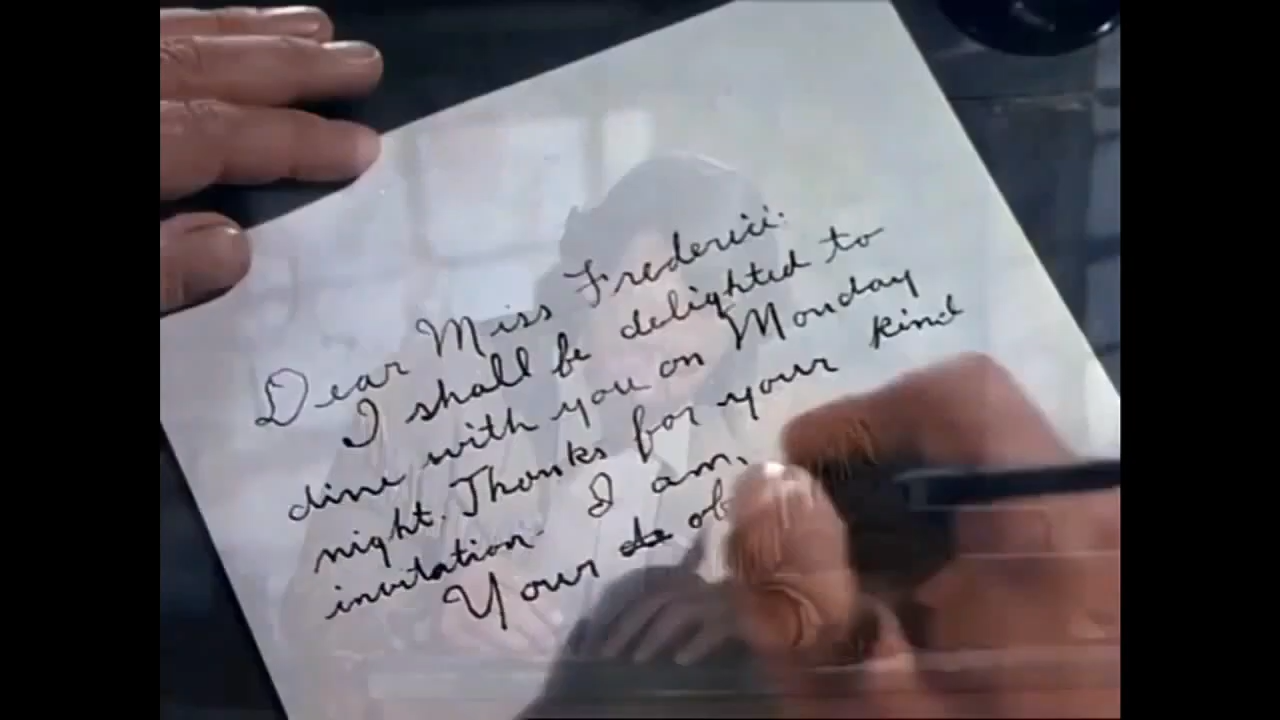 Dear Miss Frederici:
I shall be delighted to
dine with you on Monday
night. Thanks for your kind
invitation. I am,
Your ob